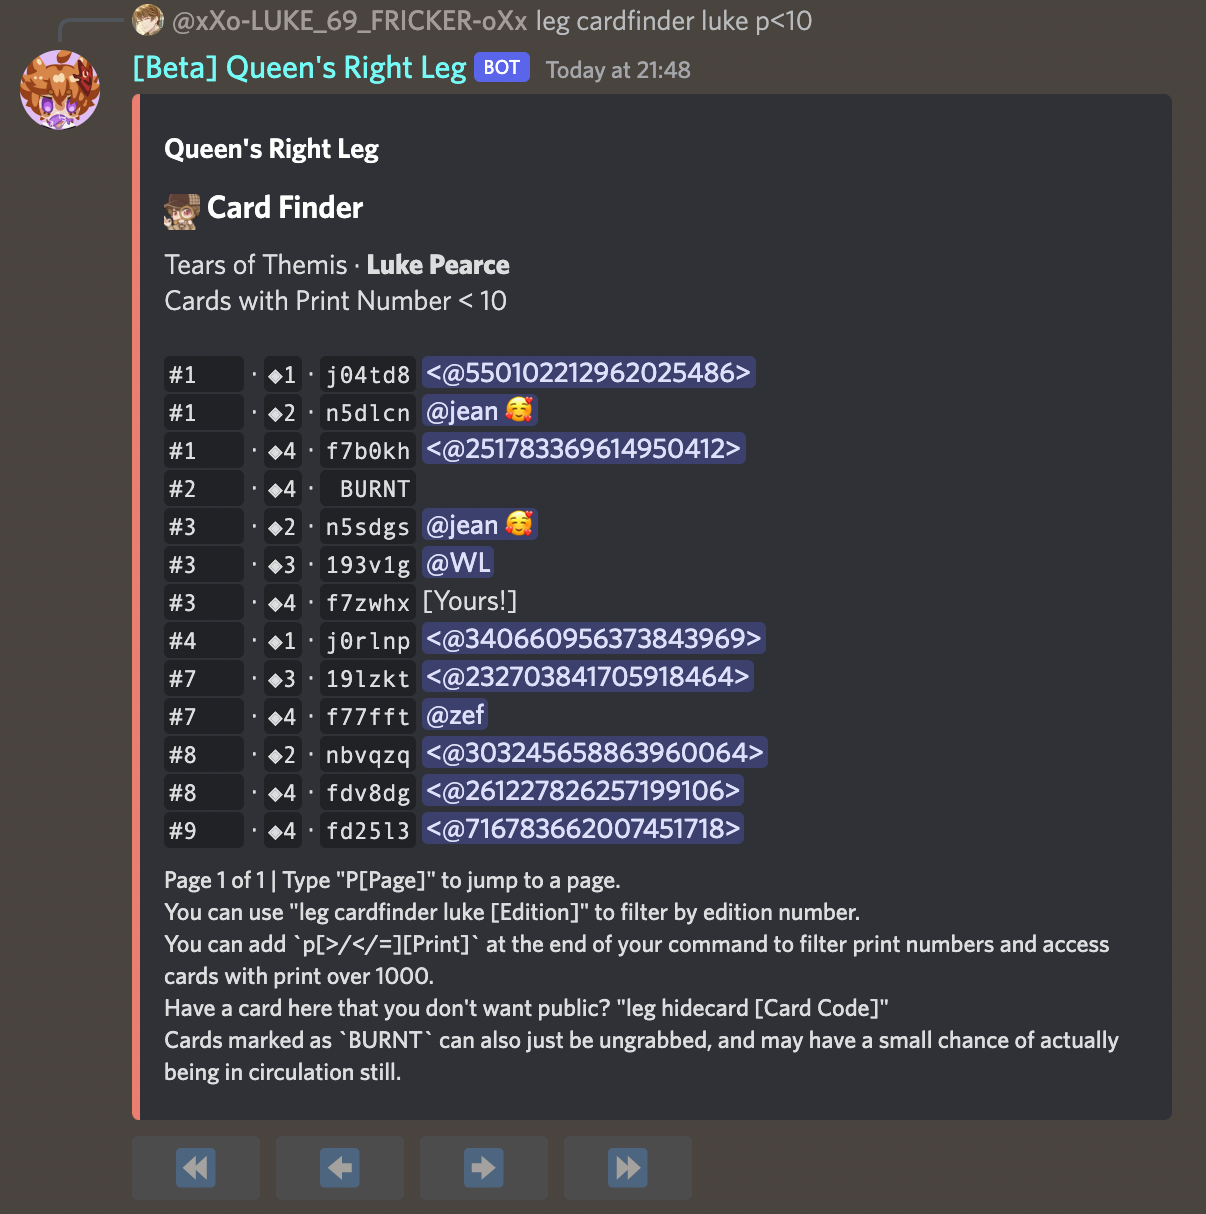 @xXo-LUKE_69_FRICKER-oXx leg cardfinder luke p<10
[Beta] Queen's Right Leg BOT Today at 21:48
Queen's Right Leg
Card Finder
Tears of Themis · Luke Pearce
Cards with Print Number < 10
#1 · ◈1 · j04td8 <@550102212962025486>
#1 · ◈2 · n5dlcn @jean 🥰
#1 · ◈4 · f7b0kh <@251783369614950412>
#2 · ◈4 · BURNT
#3 · ◈2 · n5sdgs @jean 🥰
#3 · ◈3 · 193v1g @WL
#3 · ◈4 · f7zwhx [Yours!]
#4 · ◈1 · j0rlnp <@340660956373843969>
#7 · ◈3 · 19lzkt <@232703841705918464>
#7 · ◈4 · f77fft @zef
#8 · ◈2 · nbvqzq <@303245658863960064>
#8 · ◈4 · fdv8dg <@261227826257199106>
#9 · ◈4 · fd25l3 <@716783662007451718>
Page 1 of 1 | Type "P[Page]" to jump to a page.
You can use "leg cardfinder luke [Edition]" to filter by edition number.
You can add `p[>/</=][Print]` at the end of your command to filter print numbers and access
cards with print over 1000.
Have a card here that you don't want public? "leg hidecard [Card Code]"
Cards marked as `BURNT` can also just be ungrabbed, and may have a small chance of actually
being in circulation still.